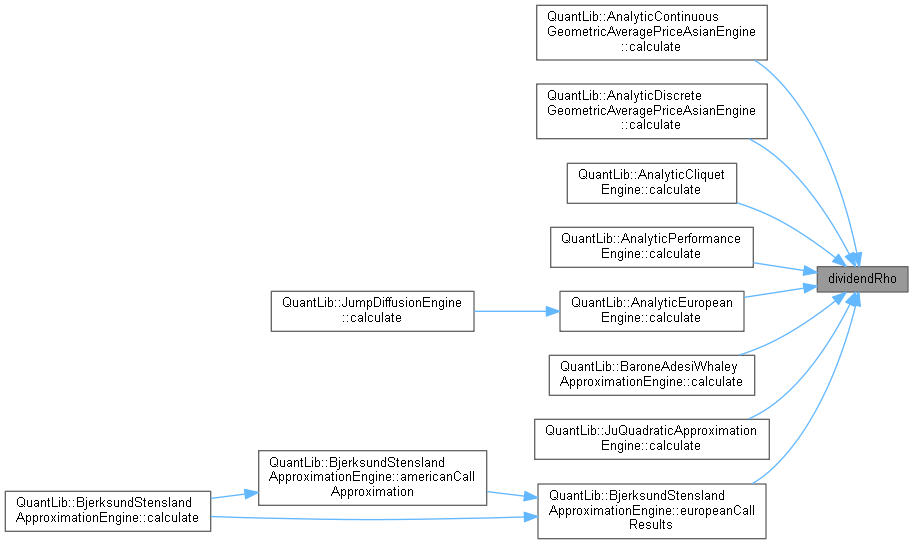 QuantLib::AnalyticContinuous
GeometricAveragePriceAsianEngine
::calculate
QuantLib::AnalyticDiscrete
GeometricAveragePriceAsianEngine
::calculate
QuantLib::AnalyticCliquet
Engine::calculate
QuantLib::AnalyticPerformance
Engine::calculate
dividendRho
QuantLib::JumpDiffusionEngine
::calculate
QuantLib::AnalyticEuropean
Engine::calculate
QuantLib::BaroneAdesiWhaley
ApproximationEngine::calculate
QuantLib::JuQuadraticApproximation
Engine::calculate
QuantLib::BjerksundStensland
ApproximationEngine::americanCall
Approximation
QuantLib::BjerksundStensland
ApproximationEngine::calculate
QuantLib::BjerksundStensland
ApproximationEngine::europeanCall
Results